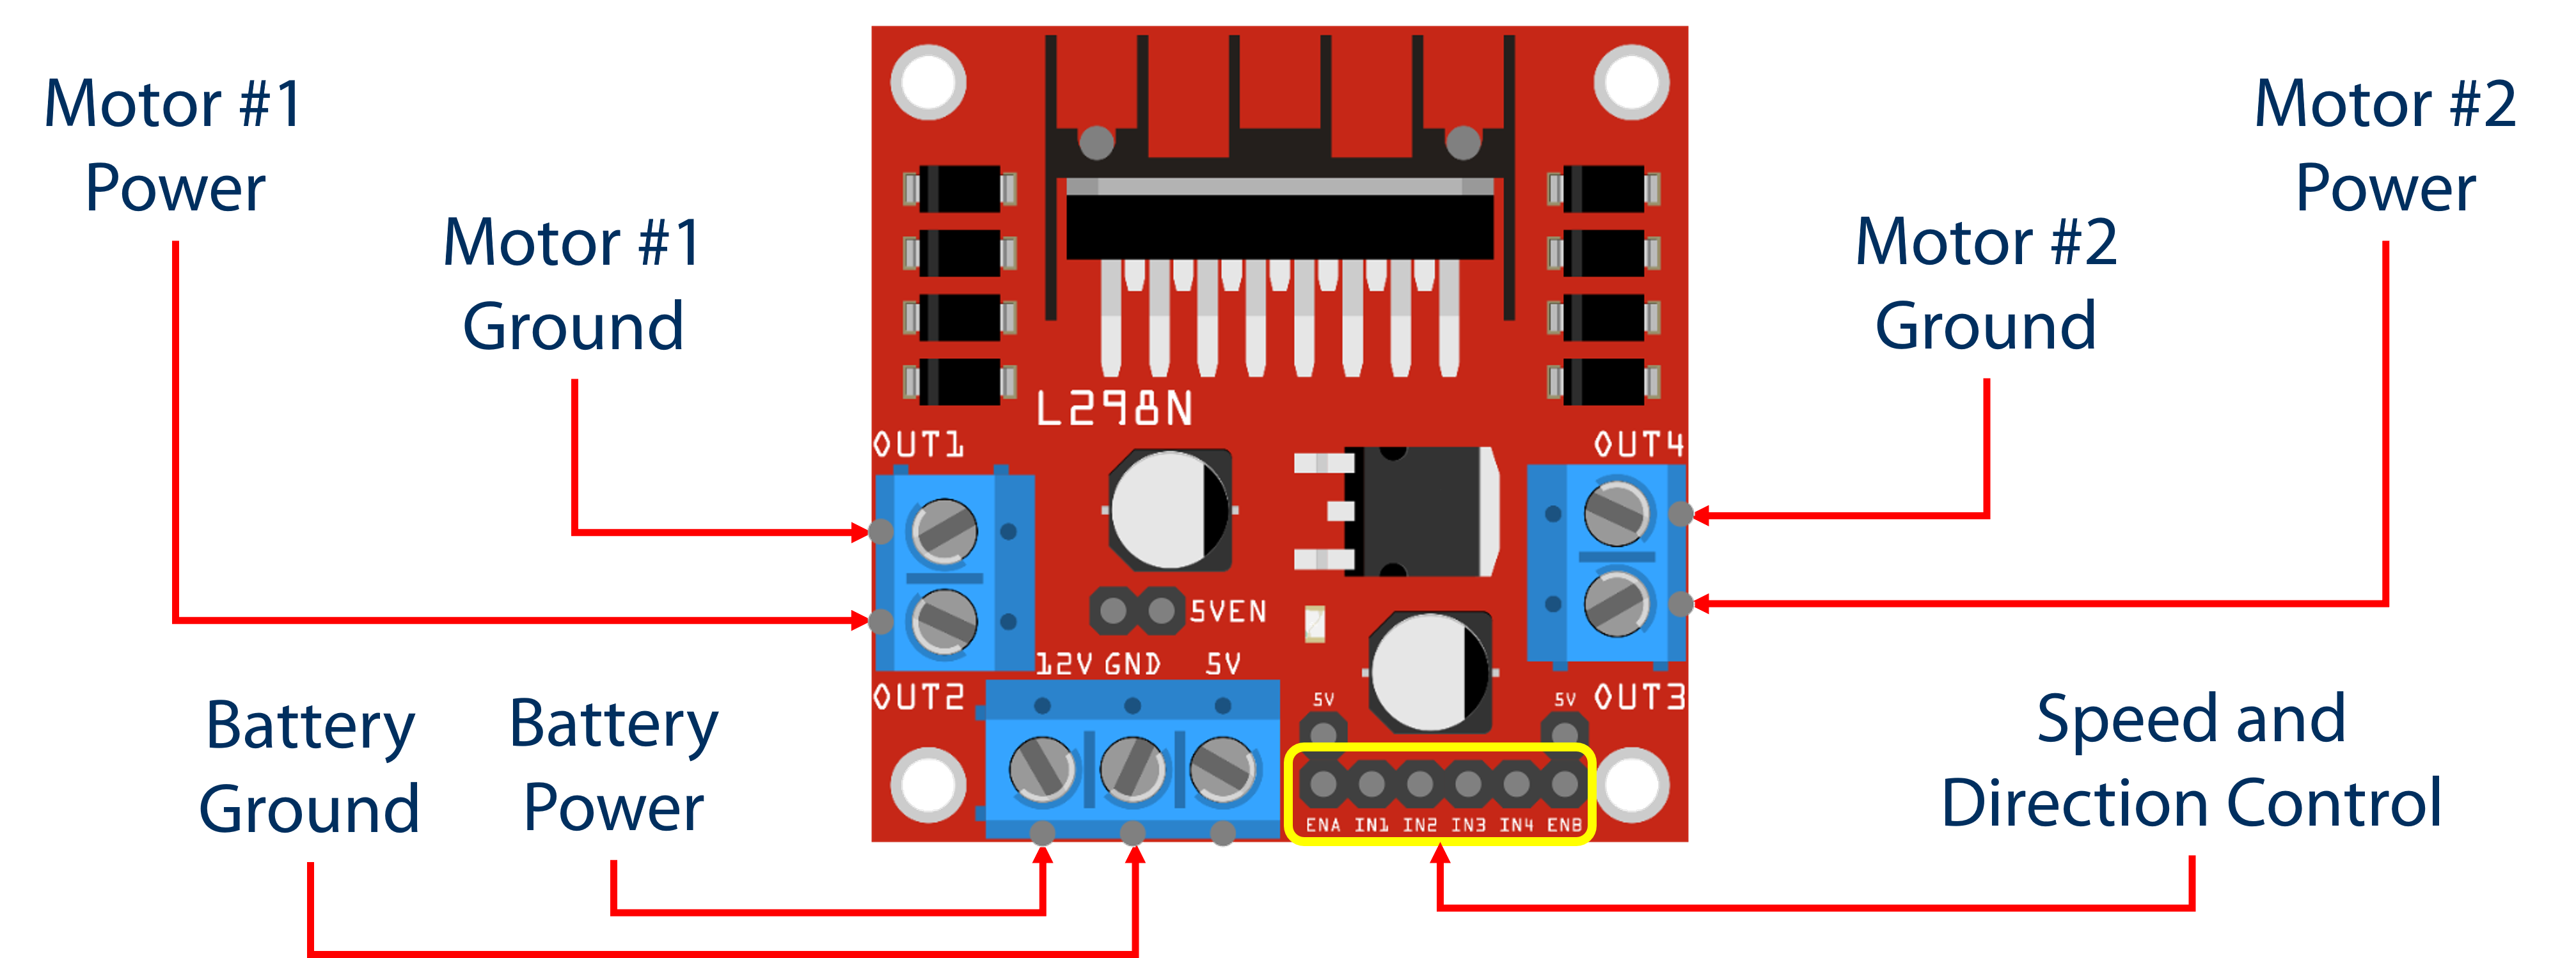 Motor #1
Power
Motor #1
Ground
Motor #2
Ground
Motor #2
Power
L298N
OUT1
OUT4
5VEN
12V GND 5V
OUT2
5V
5V
OUT3
Battery
Ground
Battery
Power
Speed and
Direction Control
ENA IN1 IN2 IN3 IN4 ENB